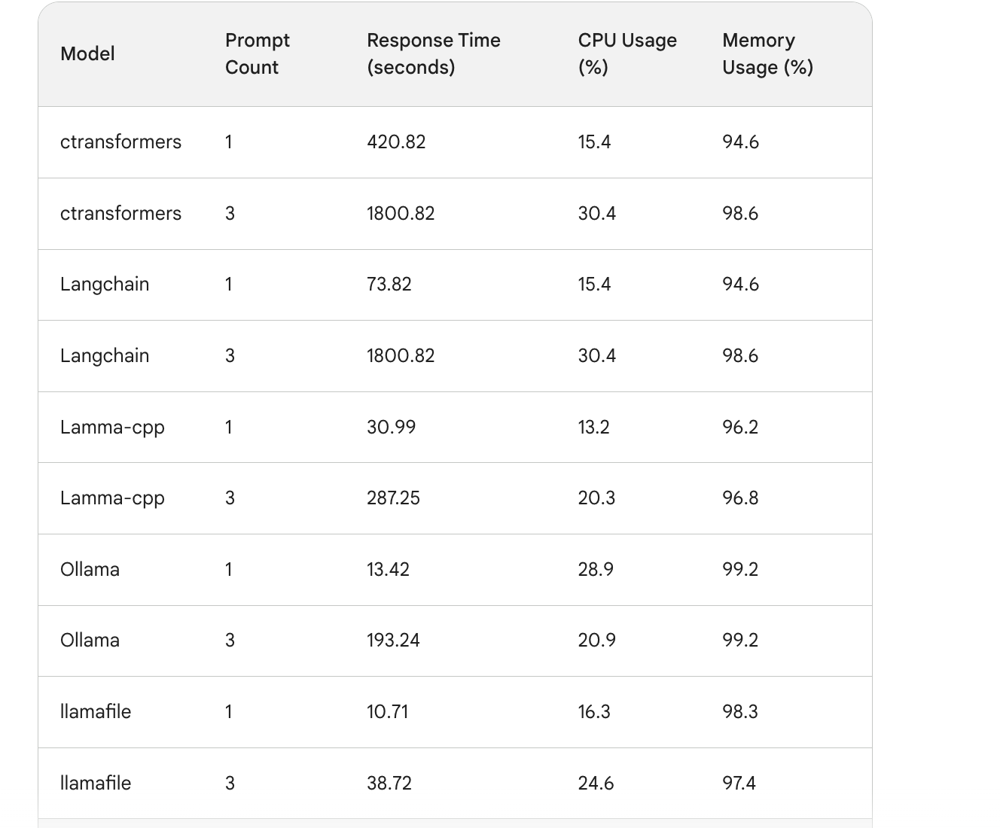 Model Prompt Count Response Time (seconds) CPU Usage (%) Memory Usage (%)
ctransformers 1 420.82 15.4 94.6
ctransformers 3 1800.82 30.4 98.6
Langchain 1 73.82 15.4 94.6
Langchain 3 1800.82 30.4 98.6
Lamma-cpp 1 30.99 13.2 96.2
Lamma-cpp 3 287.25 20.3 96.8
Ollama 1 13.42 28.9 99.2
Ollama 3 193.24 20.9 99.2
llamafile 1 10.71 16.3 98.3
llamafile 3 38.72 24.6 97.4